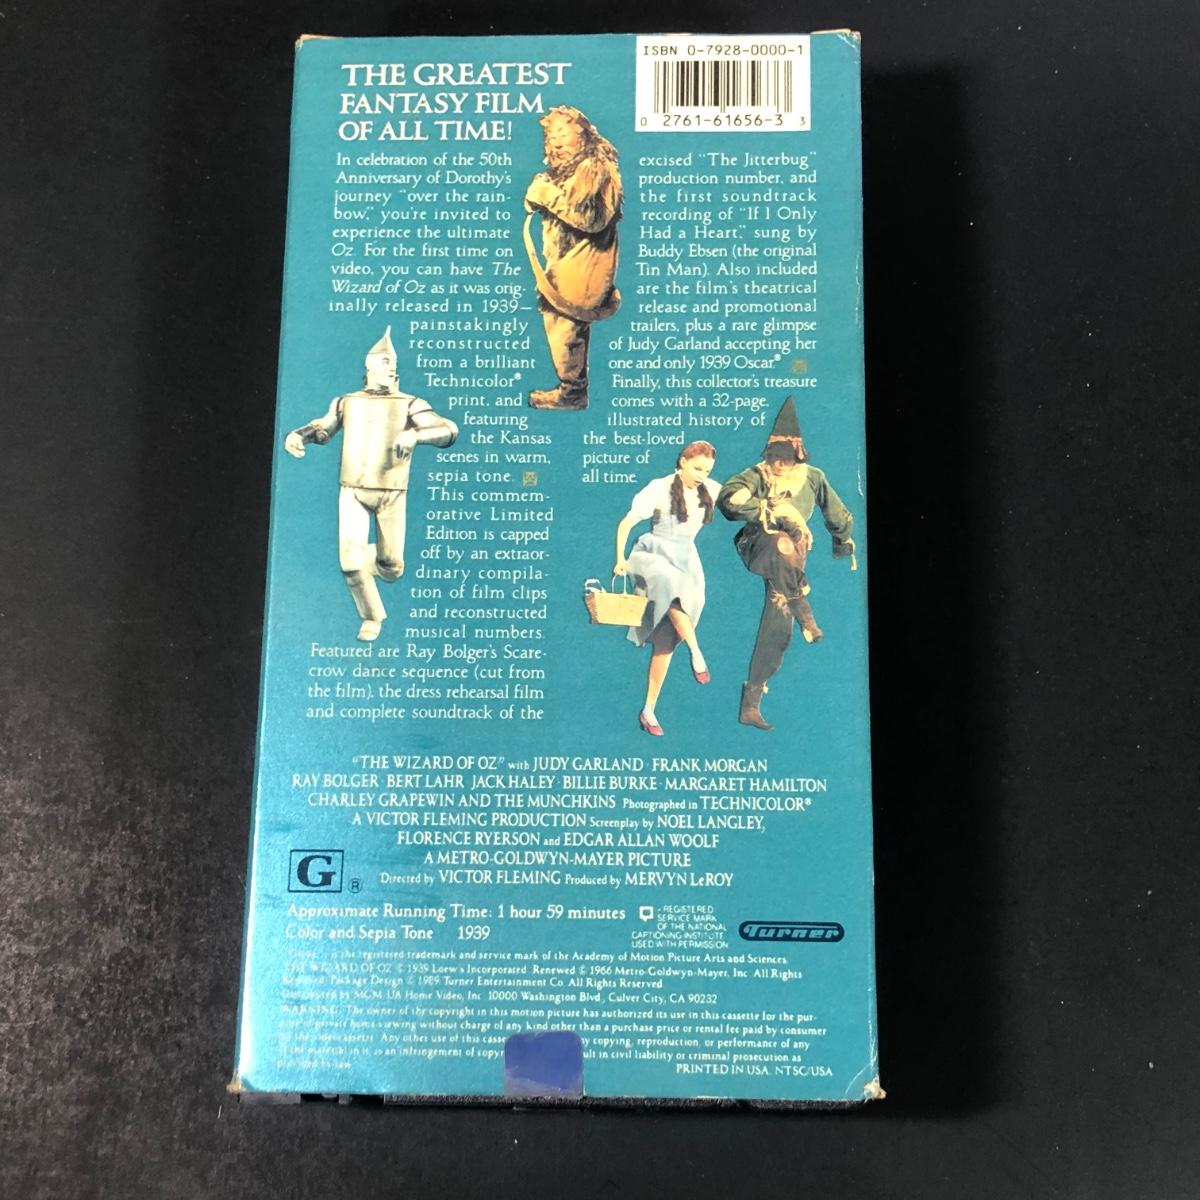 ISBN 0-7928-0000-1
0 2761-61656-3 3
THE GREATEST
FANTASY FILM
OF ALL TIME!
In celebration of the 50th
Anniversary of Dorothy's
journey "over the rain-
bow," you're invited to
experience the ultimate
Oz. For the first time on
video, you can have The
Wizard of Oz as it was orig-
inally released in 1939—
painstakingly
reconstructed
from a brilliant
Technicolor®
print, and
featuring
the Kansas
scenes in warm,
sepia tone.
This commem-
orative Limited
Edition is capped
off by an extraor-
dinary compila-
tion of film clips
and reconstructed
musical numbers.
Featured are Ray Bolger's Scare-
crow dance sequence (cut from
the film), the dress rehearsal film
and complete soundtrack of the
excised "The Jitterbug"
production number, and
the first soundtrack
recording of "If I Only
Had a Heart," sung by
Buddy Ebsen (the original
Tin Man). Also included
are the film's theatrical
release and promotional
trailers, plus a rare glimpse
of Judy Garland accepting her
one and only 1939 Oscar®.
Finally, this collector's treasure
comes with a 32-page,
illustrated history of
the best-loved
picture of
all time.
"THE WIZARD OF OZ" with JUDY GARLAND · FRANK MORGAN
RAY BOLGER · BERT LAHR JACK HALEY · BILLIE BURKE · MARGARET HAMILTON
CHARLEY GRAPEWIN AND THE MUNCHKINS Photographed in TECHNICOLOR®
A VICTOR FLEMING PRODUCTION Screenplay by NOEL LANGLEY,
FLORENCE RYERSON and EDGAR ALLAN WOOLF
A METRO-GOLDWYN-MAYER PICTURE
Directed by VICTOR FLEMING Produced by MERVYN LeROY
G ®
Approximate Running Time: 1 hour 59 minutes
Color and Sepia Tone 1939
- REGISTERED
SERVICE MARK
OF THE NATIONAL
CAPTIONING INSTITUTE
USED WITH PERMISSION
Turner
is the registered trademark and service mark of the Academy of Motion Picture Arts and Sciences.
THE WIZARD OF OZ © 1939 Loew's Incorporated. Renewed © 1966 Metro-Goldwyn-Mayer, Inc. All Rights
Reserved. Package Design © 1989 Turner Entertainment Co. All Rights Reserved
Distributed by MGM/UA Home Video, Inc. 10000 Washington Blvd., Culver City, CA 90232
WARNING: The owner of the copyright in this motion picture has authorized its use in this cassette for the pur-
pose of private home viewing without charge of any kind other than a purchase price or rental fee paid by consumer
for the videocassette. Any other use of this cass y copying, reproduction, or performance of any
of the material in it, is an infringement of copyr ult in civil liability or criminal prosecution as
provided by law.
PRINTED IN USA. NTSC/USA